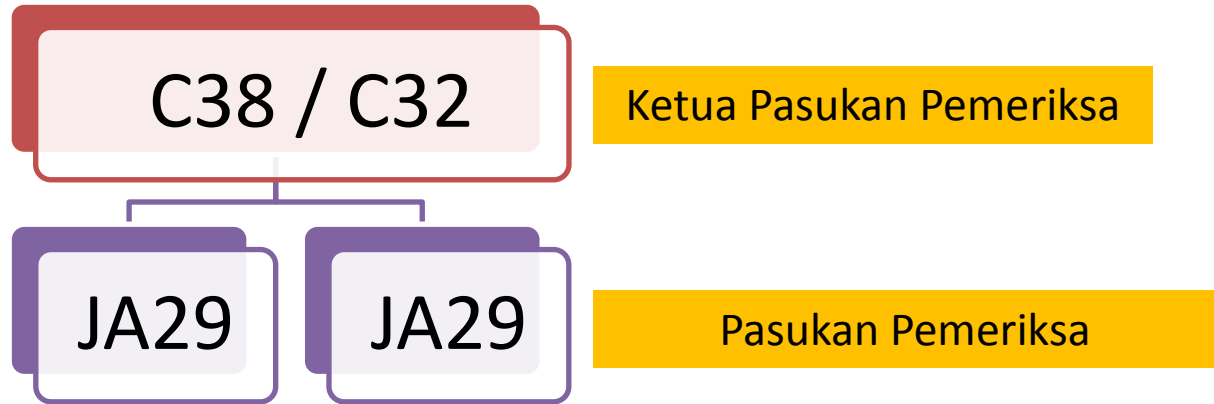 C38 / C32
Ketua Pasukan Pemeriksa
JA29
JA29
Pasukan Pemeriksa